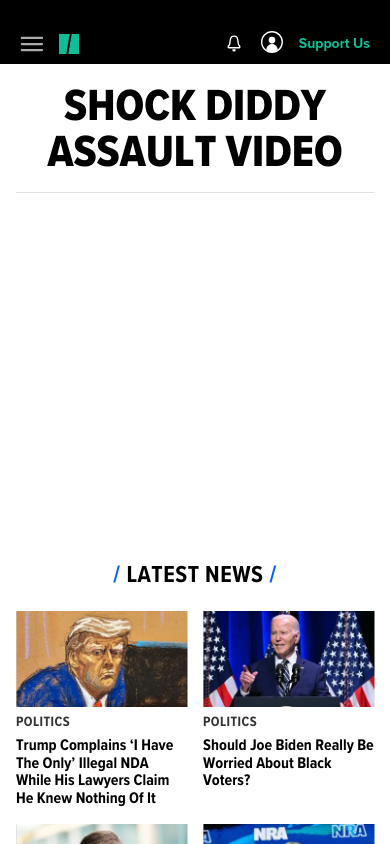 Support Us
SHOCK DIDDY
ASSAULT VIDEO
/ LATEST NEWS /
POLITICS
Trump Complains ‘I Have
The Only’ Illegal NDA
While His Lawyers Claim
He Knew Nothing Of It
POLITICS
Should Joe Biden Really Be
Worried About Black
Voters?
NRA
NRA